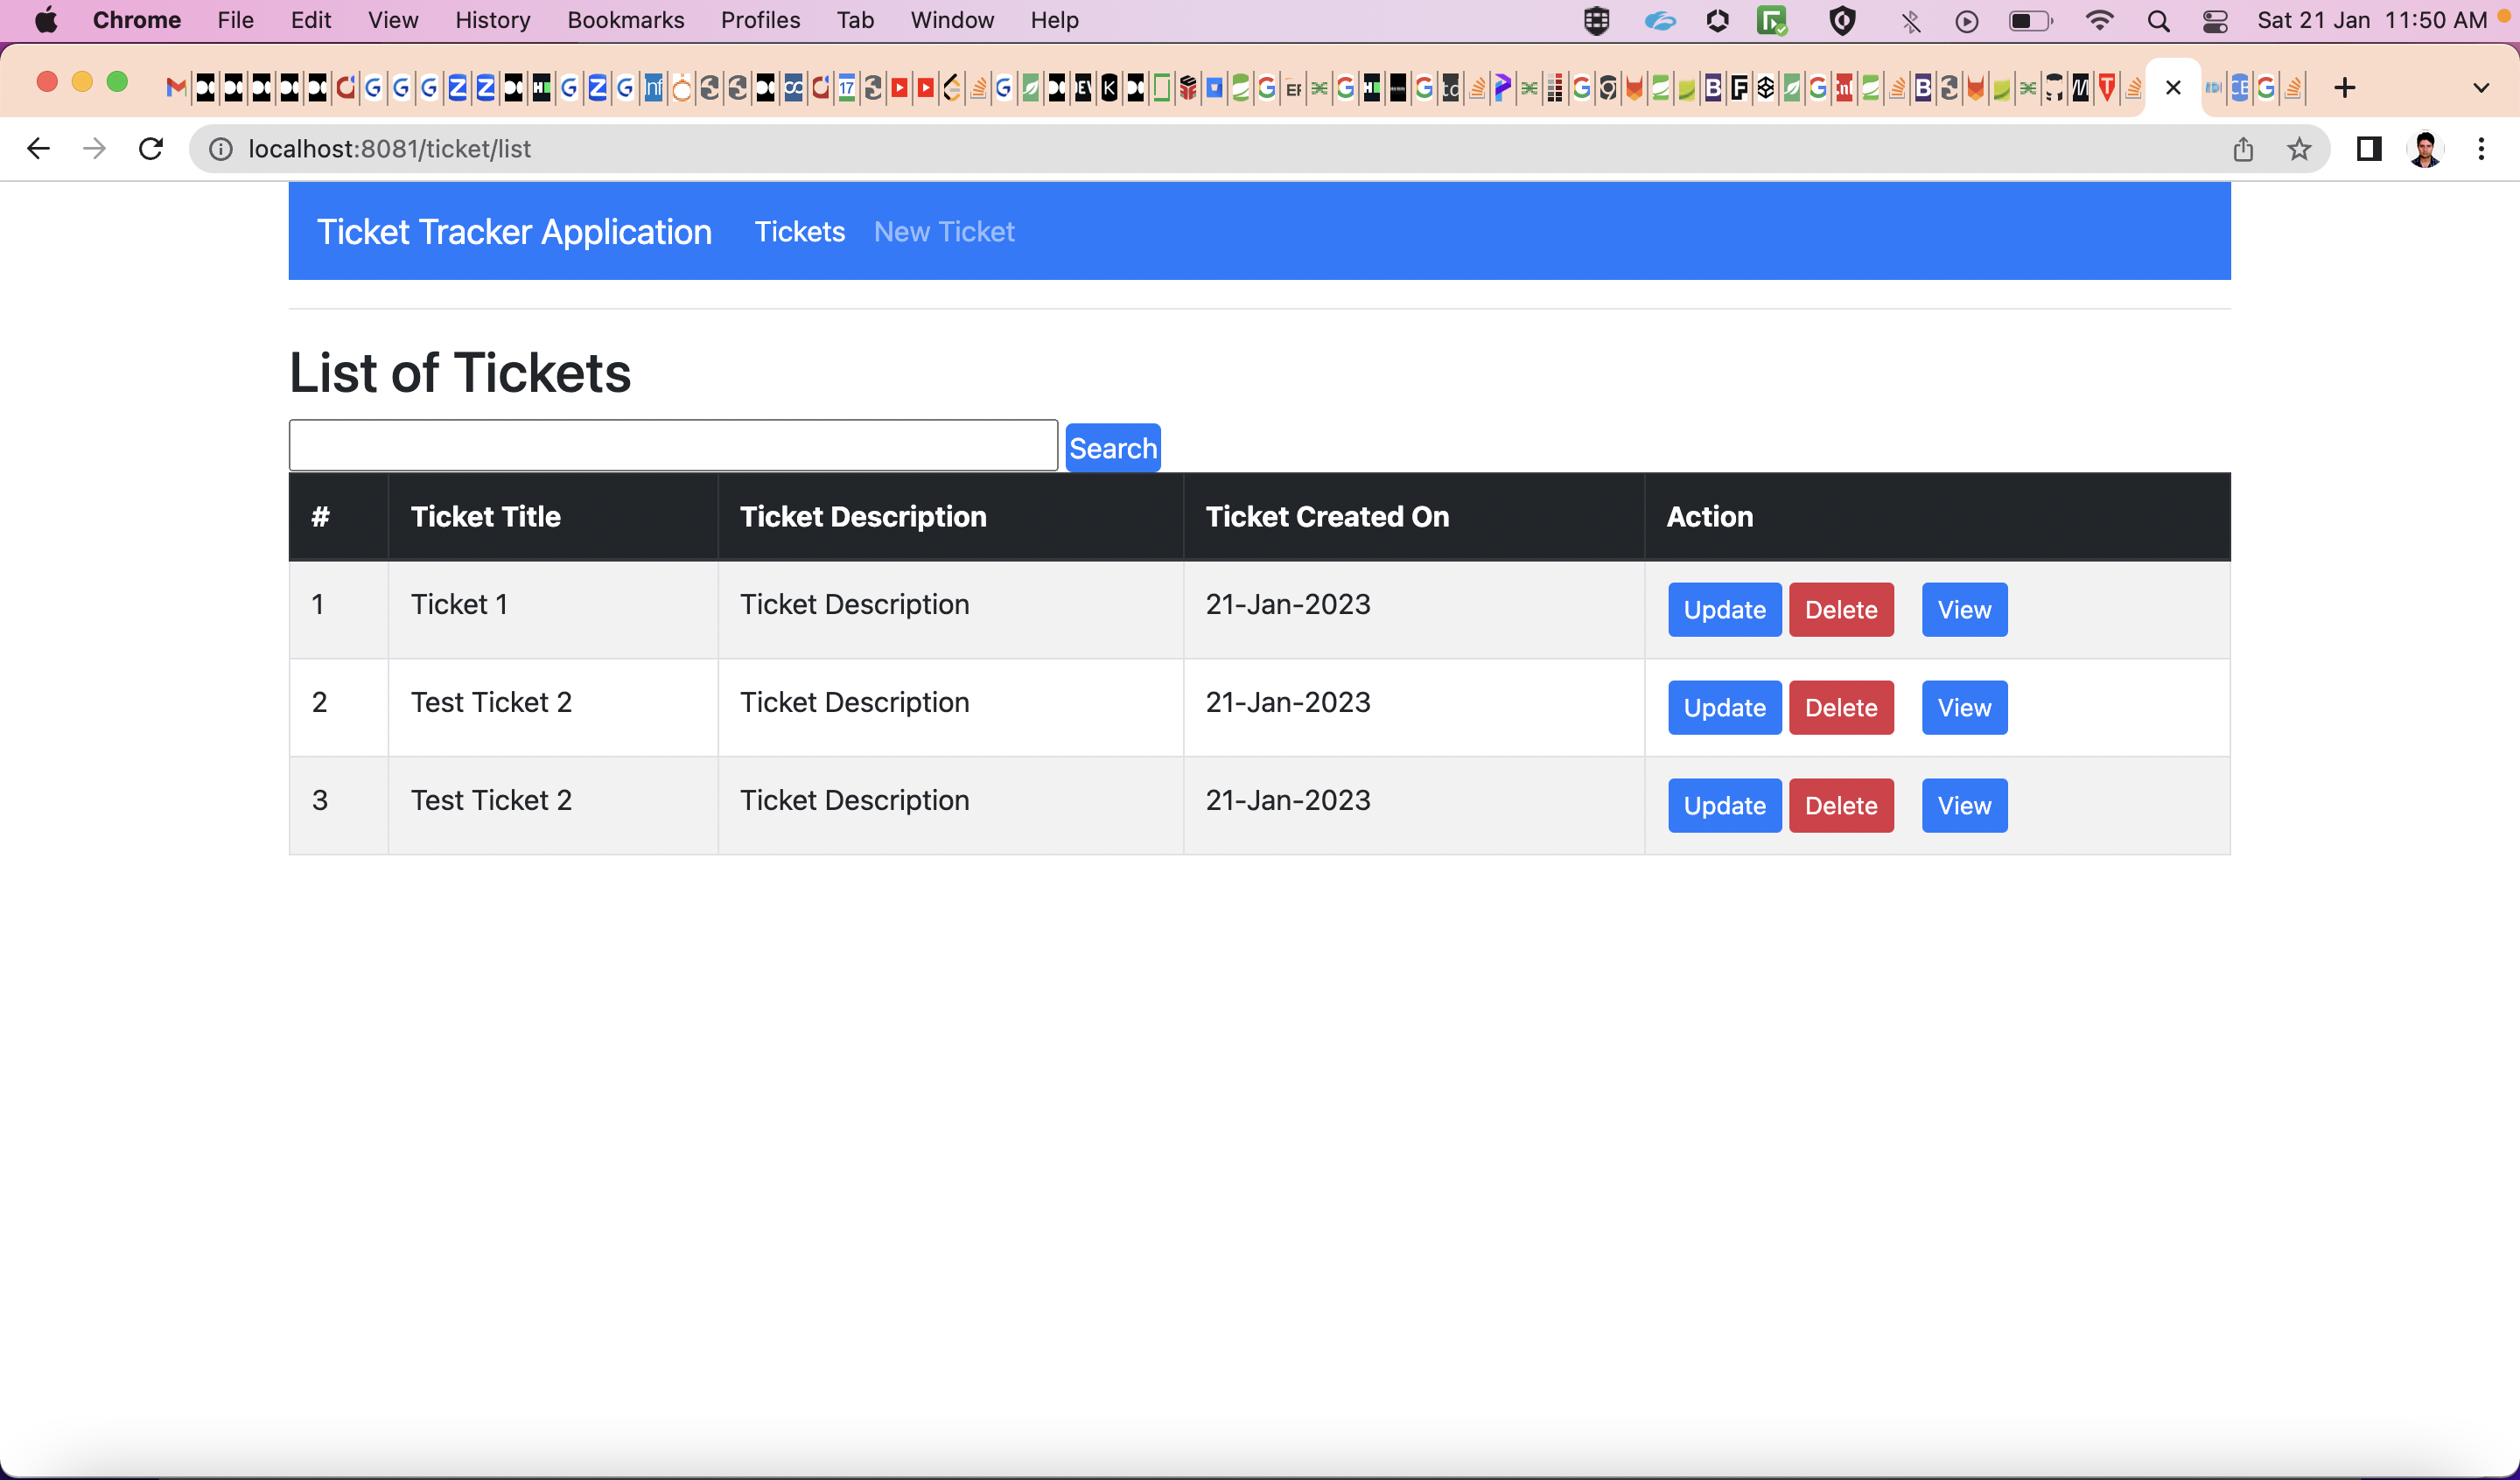 Chrome File Edit View History Bookmarks Profiles Tab Window Help Sat 21 Jan 11:50 AM
localhost:8081/ticket/list
Ticket Tracker Application Tickets New Ticket
List of Tickets
Search
# Ticket Title Ticket Description Ticket Created On Action
1 Ticket 1 Ticket Description 21-Jan-2023 Update Delete View
2 Test Ticket 2 Ticket Description 21-Jan-2023 Update Delete View
3 Test Ticket 2 Ticket Description 21-Jan-2023 Update Delete View